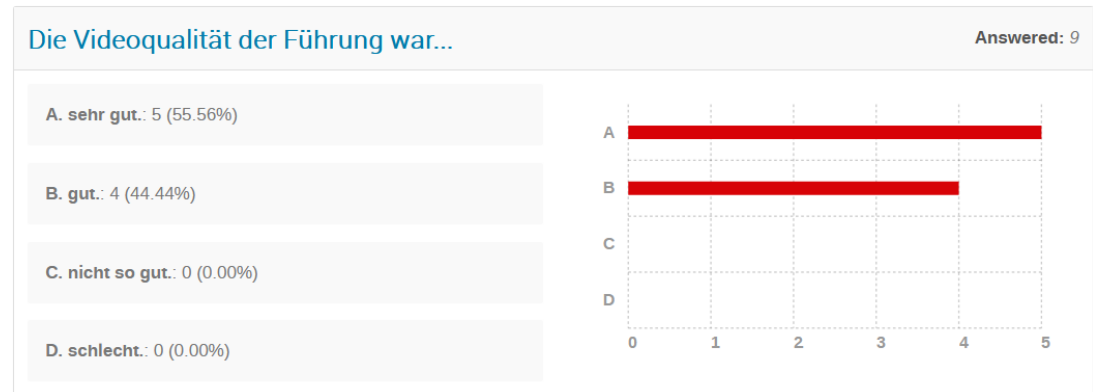 Die Videoqualität der Führung war...
Answered: 9
A. sehr gut.: 5 (55.56%)
B. gut.: 4 (44.44%)
C. nicht so gut.: 0 (0.00%)
D. schlecht.: 0 (0.00%)
A
B
C
D
0 1 2 3 4 5